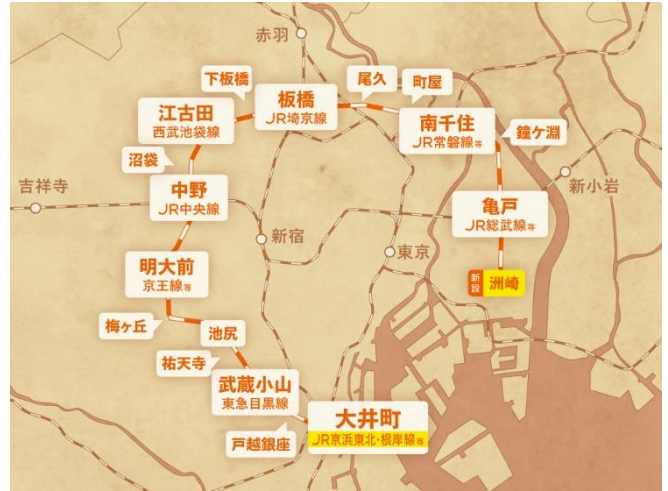 赤羽
下板橋
板橋
JR埼京線
尾久
町屋
江古田
西武池袋線
南千住
JR常磐線等
鐘ケ淵
沼袋
中野
JR中央線
吉祥寺
新宿
東京
亀戸
JR総武線等
新小岩
明大前
京王線等
新設
洲崎
梅ヶ丘
池尻
祐天寺
武蔵小山
東急目黒線
戸越銀座
大井町
JR京浜東北・根岸線等